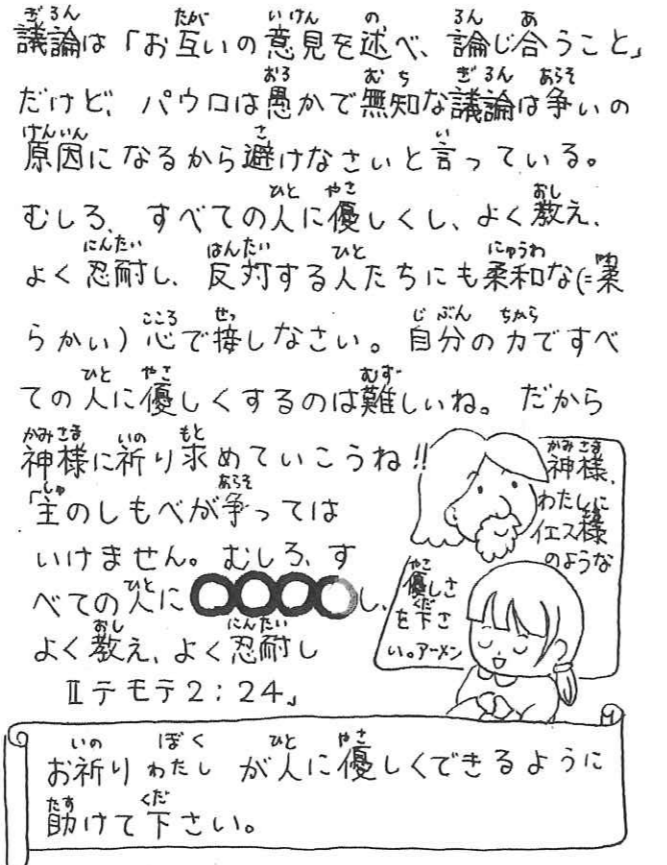 議論は「お互いの意見を述べ、論じ合うこと」
だけど、パウロは愚かで無知な議論は争いの
原因になるから避けなさいと言っている。
むしろ、すべての人に優しくし、よく教え、
よく忍耐し、反対する人たちにも柔和な(=柔
らかい)心で接しなさい。自分の力ですべ
ての人に優しくするのは難しいね。だから
神様に祈り求めていこうね!!
「主のしもべが争っては
いけません。むしろ、す
べての人に〇〇〇〇し、
よく教え、よく忍耐し
Ⅱテモテ2:24」
神様、
わたしに
イエス様
のような
優しさ
を下さ
い。アーメン
お祈り わたし が人に優しくできるように
助けて下さい。